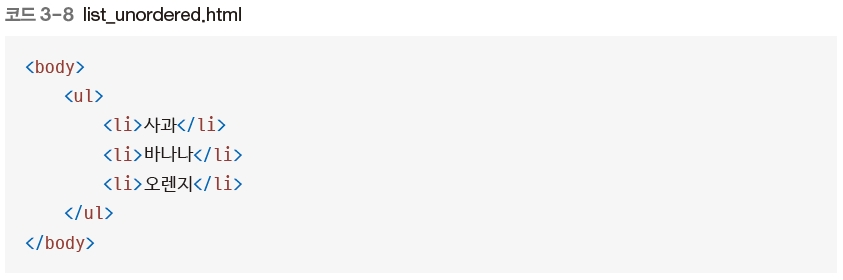 코드 3-8 list_unordered.html
<body>
    <ul>
        <li>사과</li>
        <li>바나나</li>
        <li>오렌지</li>
    </ul>
</body>